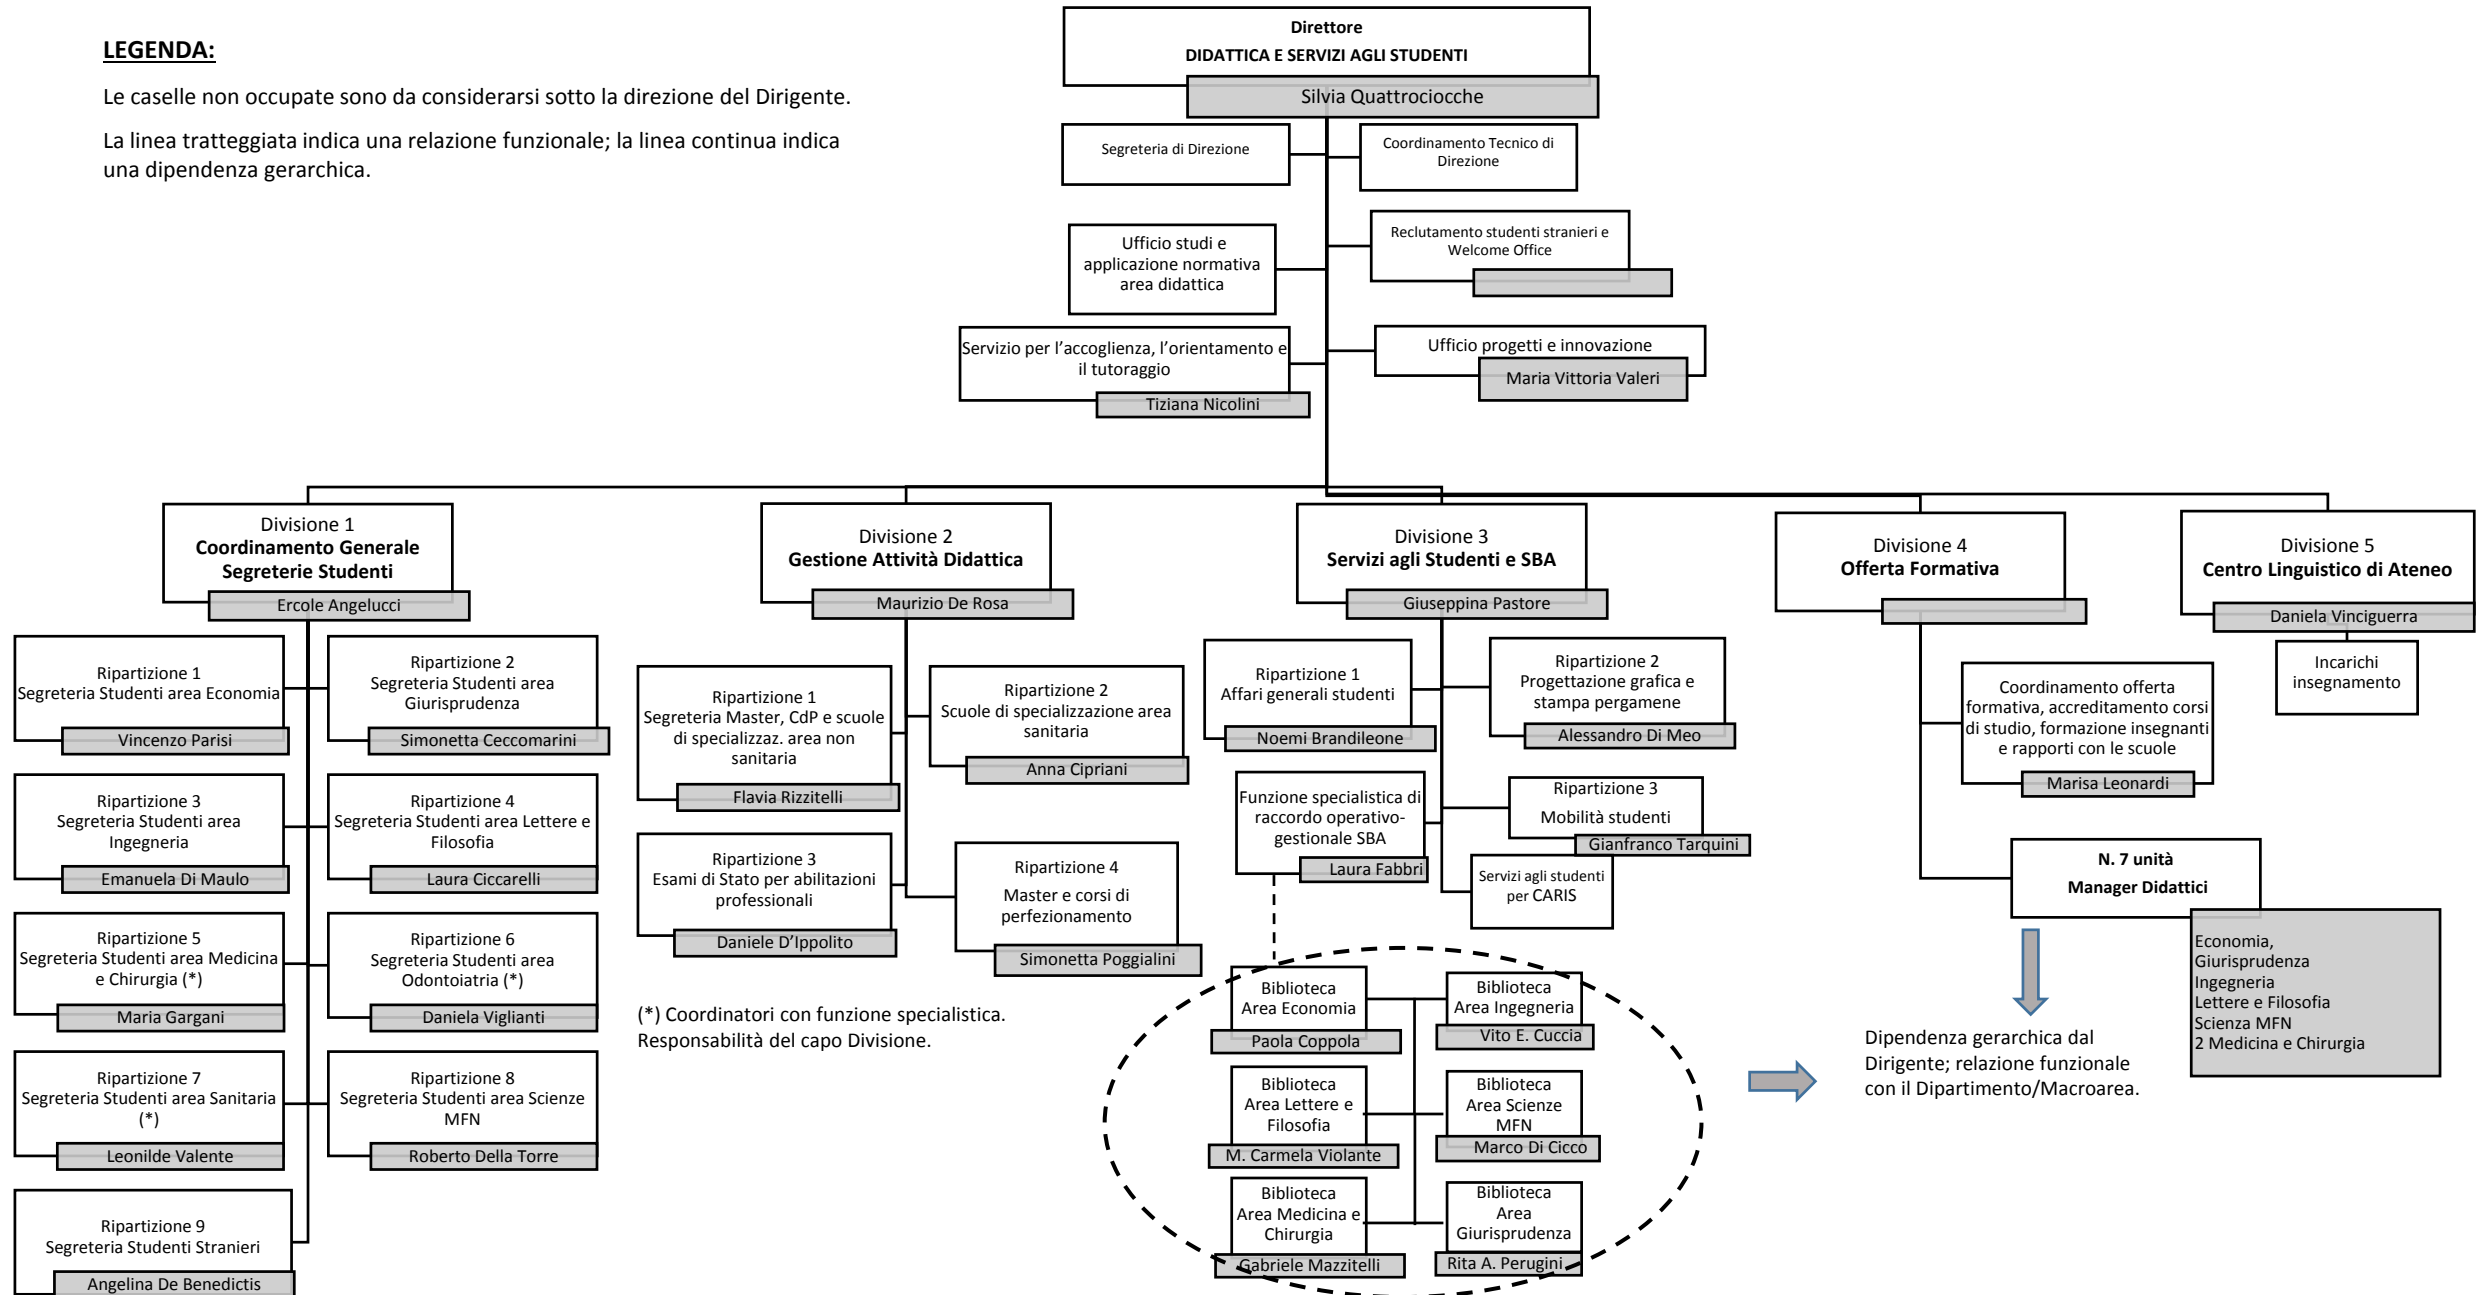 LEGENDA:
Le caselle non occupate sono da considerarsi sotto la direzione del Dirigente.
La linea tratteggiata indica una relazione funzionale; la linea continua indica
una dipendenza gerarchica.
Direttore
DIDATTICA E SERVIZI AGLI STUDENTI
Silvia Quattrociocche
Segreteria di Direzione
Coordinamento Tecnico di
Direzione
Ufficio studi e
applicazione normativa
area didattica
Reclutamento studenti stranieri e
Welcome Office
Servizio per l’accoglienza, l’orientamento e
il tutoraggio
Tiziana Nicolini
Ufficio progetti e innovazione
Maria Vittoria Valeri
Divisione 1
Coordinamento Generale
Segreterie Studenti
Ercole Angelucci
Ripartizione 1
Segreteria Studenti area Economia
Vincenzo Parisi
Ripartizione 2
Segreteria Studenti area
Giurisprudenza
Simonetta Ceccomarini
Ripartizione 3
Segreteria Studenti area
Ingegneria
Emanuela Di Maulo
Ripartizione 4
Segreteria Studenti area Lettere e
Filosofia
Laura Ciccarelli
Ripartizione 5
Segreteria Studenti area Medicina
e Chirurgia (*)
Maria Gargani
Ripartizione 6
Segreteria Studenti area
Odontoiatria (*)
Daniela Viglianti
Ripartizione 7
Segreteria Studenti area Sanitaria
(*)
Leonilde Valente
Ripartizione 8
Segreteria Studenti area Scienze
MFN
Roberto Della Torre
Ripartizione 9
Segreteria Studenti Stranieri
Angelina De Benedictis
Divisione 2
Gestione Attività Didattica
Maurizio De Rosa
Ripartizione 1
Segreteria Master, CdP e scuole
di specializzaz. area non
sanitaria
Flavia Rizzitelli
Ripartizione 2
Scuole di specializzazione area
sanitaria
Anna Cipriani
Ripartizione 3
Esami di Stato per abilitazioni
professionali
Daniele D’Ippolito
Ripartizione 4
Master e corsi di
perfezionamento
Simonetta Poggialini
(*) Coordinatori con funzione specialistica.
Responsabilità del capo Divisione.
Divisione 3
Servizi agli Studenti e SBA
Giuseppina Pastore
Ripartizione 1
Affari generali studenti
Noemi Brandileone
Ripartizione 2
Progettazione grafica e
stampa pergamene
Alessandro Di Meo
Funzione specialistica di
raccordo operativo-
gestionale SBA
Laura Fabbri
Ripartizione 3
Mobilità studenti
Gianfranco Tarquini
Servizi agli studenti
per CARIS
Biblioteca
Area Economia
Paola Coppola
Biblioteca
Area Ingegneria
Vito E. Cuccia
Biblioteca
Area Lettere e
Filosofia
M. Carmela Violante
Biblioteca
Area Scienze
MFN
Marco Di Cicco
Biblioteca
Area Medicina e
Chirurgia
Gabriele Mazzitelli
Biblioteca
Area
Giurisprudenza
Rita A. Perugini
Divisione 4
Offerta Formativa
Coordinamento offerta
formativa, accreditamento corsi
di studio, formazione insegnanti
e rapporti con le scuole
Marisa Leonardi
N. 7 unità
Manager Didattici
Economia,
Giurisprudenza
Ingegneria
Lettere e Filosofia
Scienza MFN
2 Medicina e Chirurgia
Dipendenza gerarchica dal
Dirigente; relazione funzionale
con il Dipartimento/Macroarea.
Divisione 5
Centro Linguistico di Ateneo
Daniela Vinciguerra
Incarichi
insegnamento